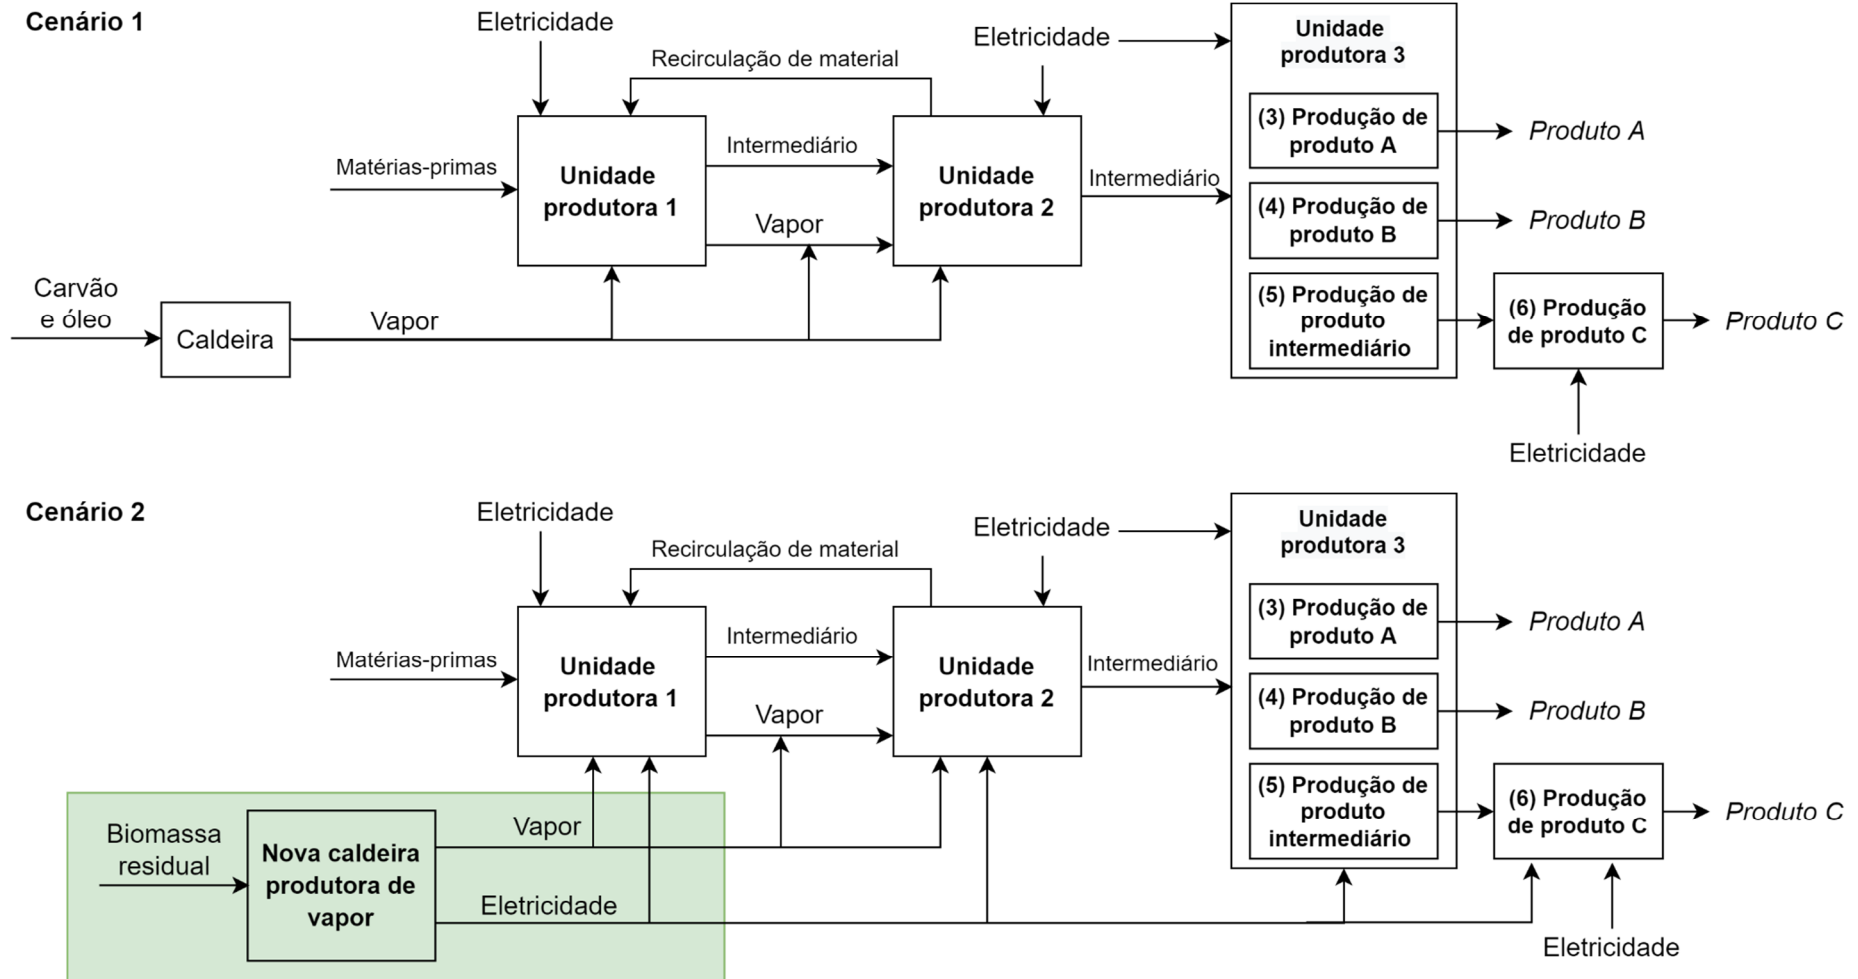 Cenário 1
Eletricidade
Recirculação de material
Eletricidade
Unidade
produtora 3
Matérias-primas
Unidade
produtora 1
Intermediário
Vapor
Unidade
produtora 2
Intermediário
(3) Produção de
produto A
Produto A
(4) Produção de
produto B
Produto B
(5) Produção de
produto
intermediário
(6) Produção
de produto C
Produto C
Eletricidade
Carvão
e óleo
Caldeira
Vapor
Cenário 2
Eletricidade
Recirculação de material
Eletricidade
Unidade
produtora 3
Matérias-primas
Unidade
produtora 1
Intermediário
Vapor
Unidade
produtora 2
Intermediário
(3) Produção de
produto A
Produto A
(4) Produção de
produto B
Produto B
(5) Produção de
produto
intermediário
(6) Produção
de produto C
Produto C
Eletricidade
Biomassa
residual
Nova caldeira
produtora de
vapor
Vapor
Eletricidade